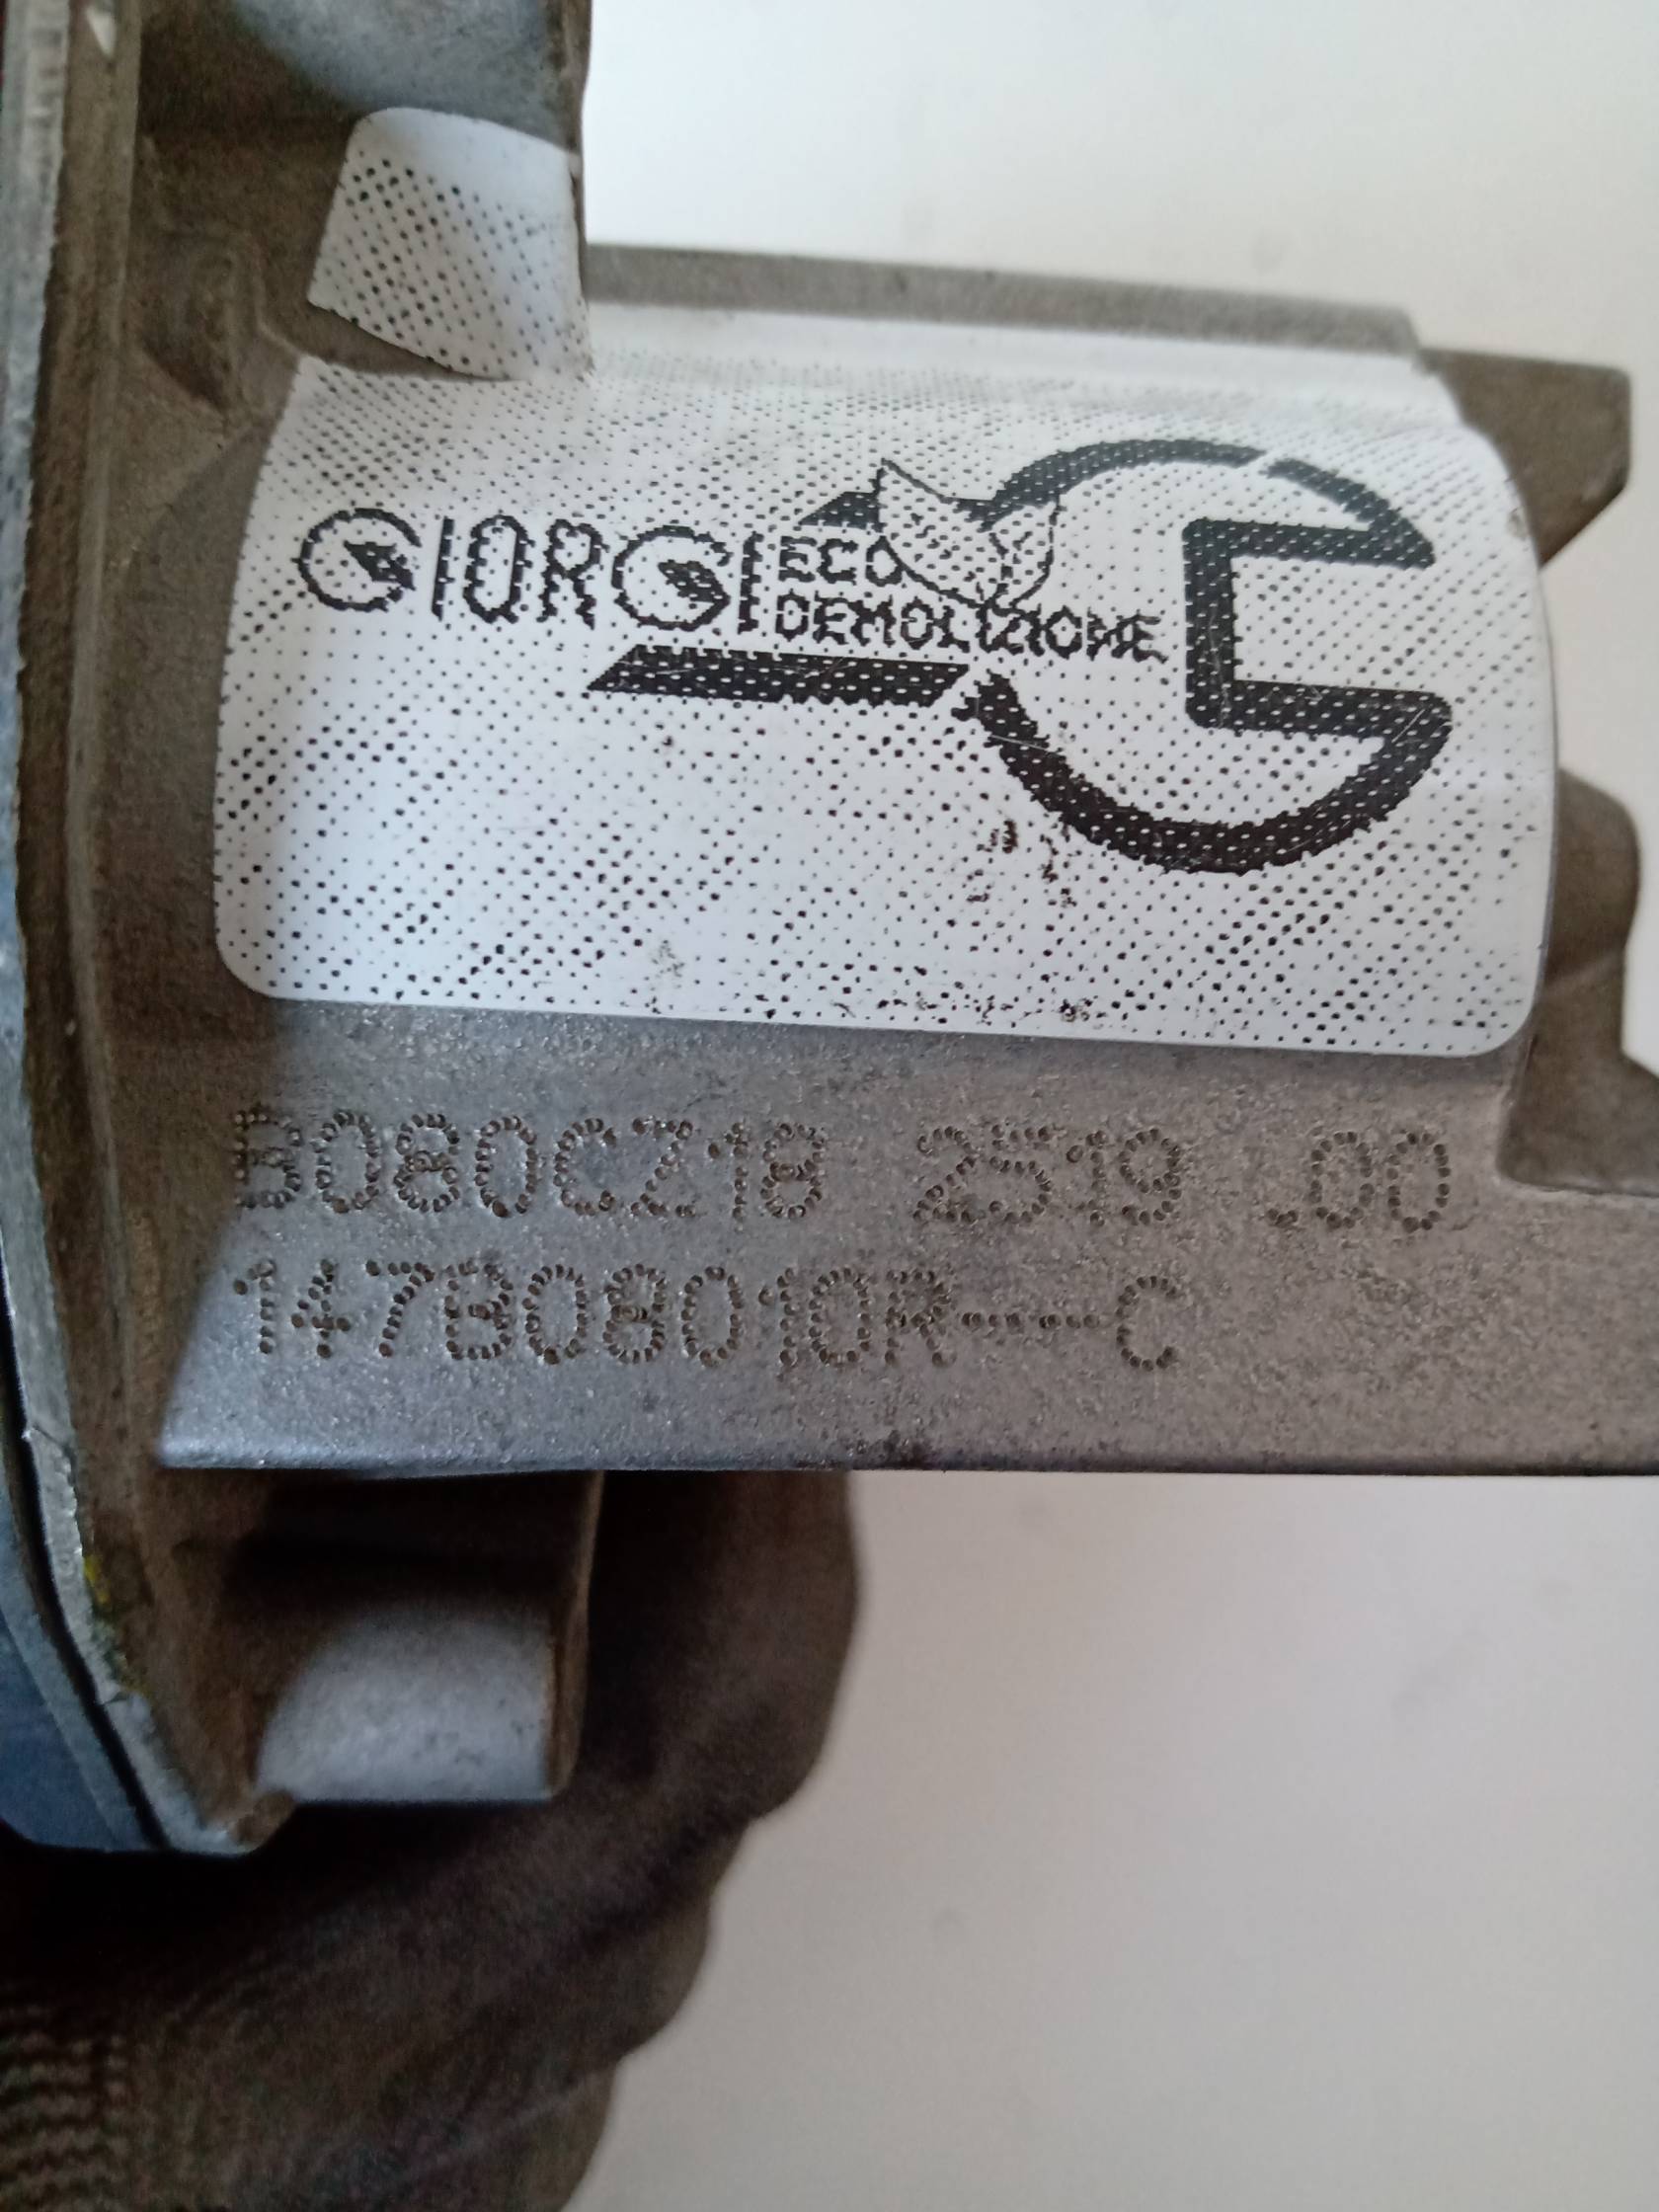 GIORGI ECO
DEMOLIZIONE
B080CZ18 2519 .00
147B08010R---C